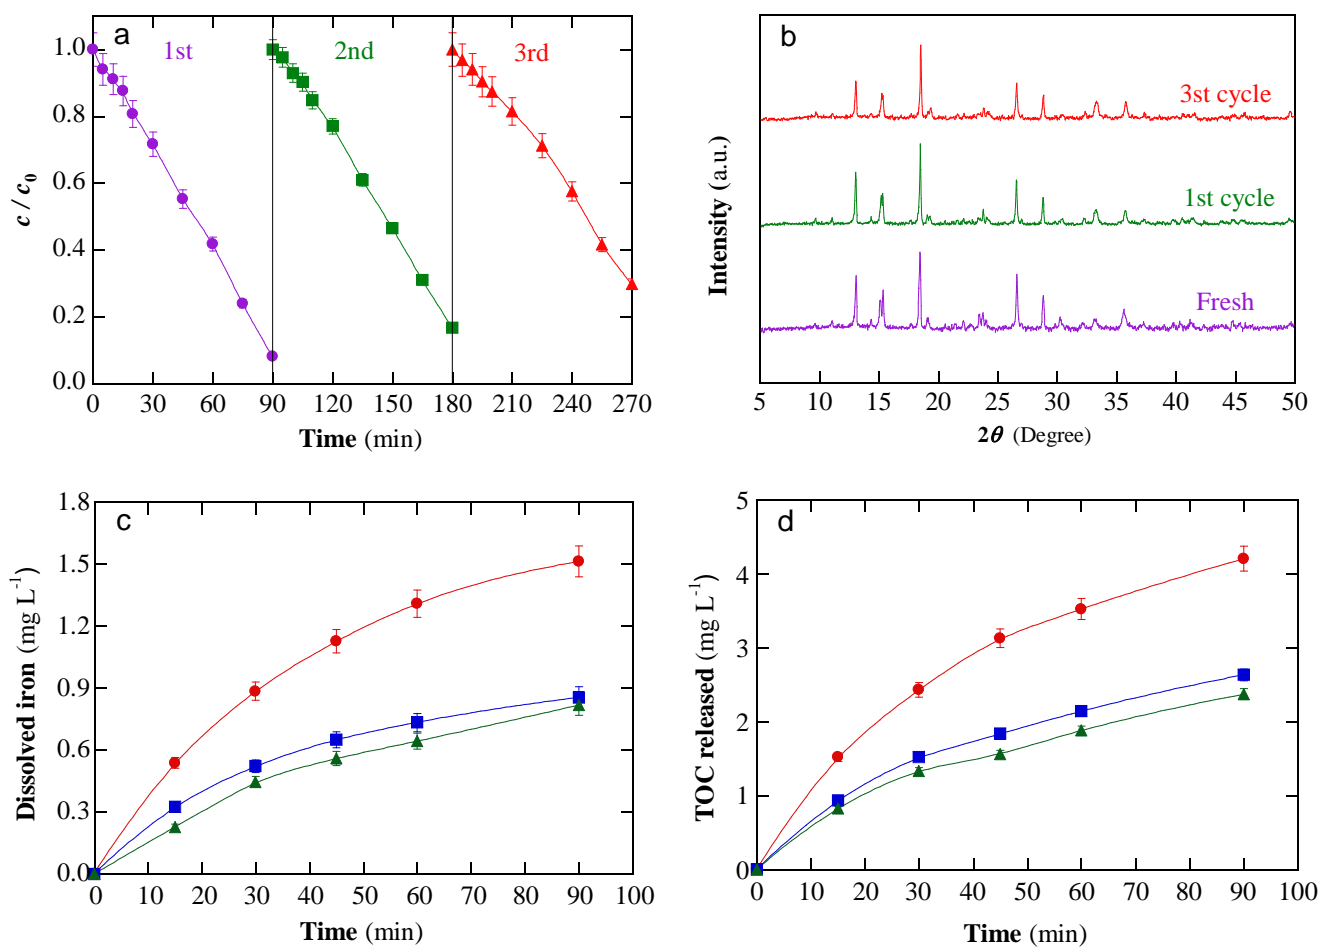 a
1st
2nd
3rd
1.0
0.8
0.6
0.4
0.2
0.0
c / c0
0 30 60 90 120 150 180 210 240 270
Time (min)
b
3st cycle
1st cycle
Fresh
Intensity (a.u.)
5 10 15 20 25 30 35 40 45 50
2θ (Degree)
c
1.8
1.5
1.2
0.9
0.6
0.3
0.0
Dissolved iron (mg L-1)
0 10 20 30 40 50 60 70 80 90 100
Time (min)
d
5
4
3
2
1
0
TOC released (mg L-1)
0 10 20 30 40 50 60 70 80 90 100
Time (min)